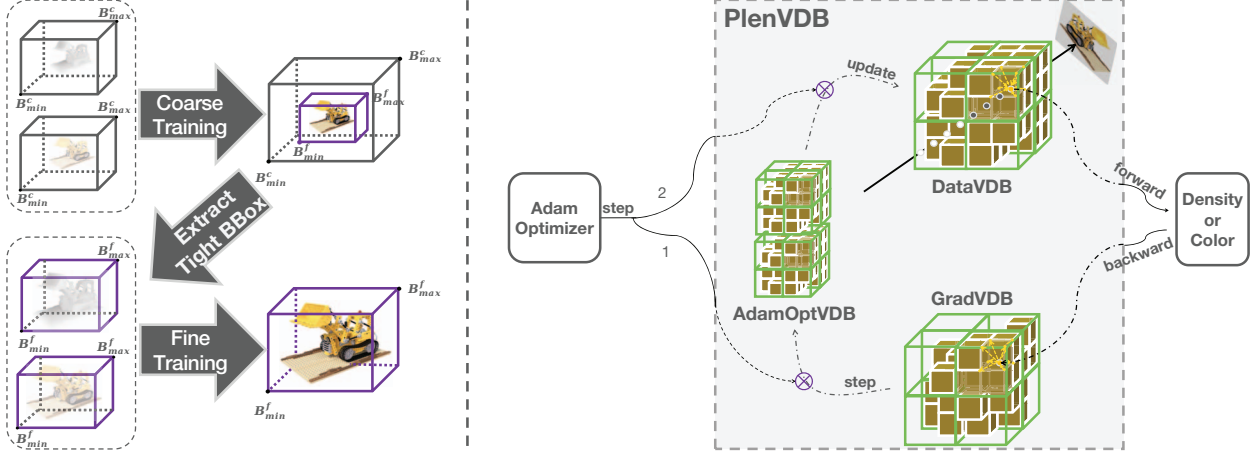 B^c_max
B^c_min
B^c_max
B^c_min
Coarse
Training
B^c_max
B^f_max
B^f_min
B^c_min
Extract
Tight BBox
B^f_max
B^f_min
B^f_max
B^f_min
Fine
Training
B^f_max
B^f_min
PlenVDB
Adam
Optimizer
step
2
1
update
DataVDB
AdamOptVDB
GradVDB
step
forward
backward
Density
or
Color